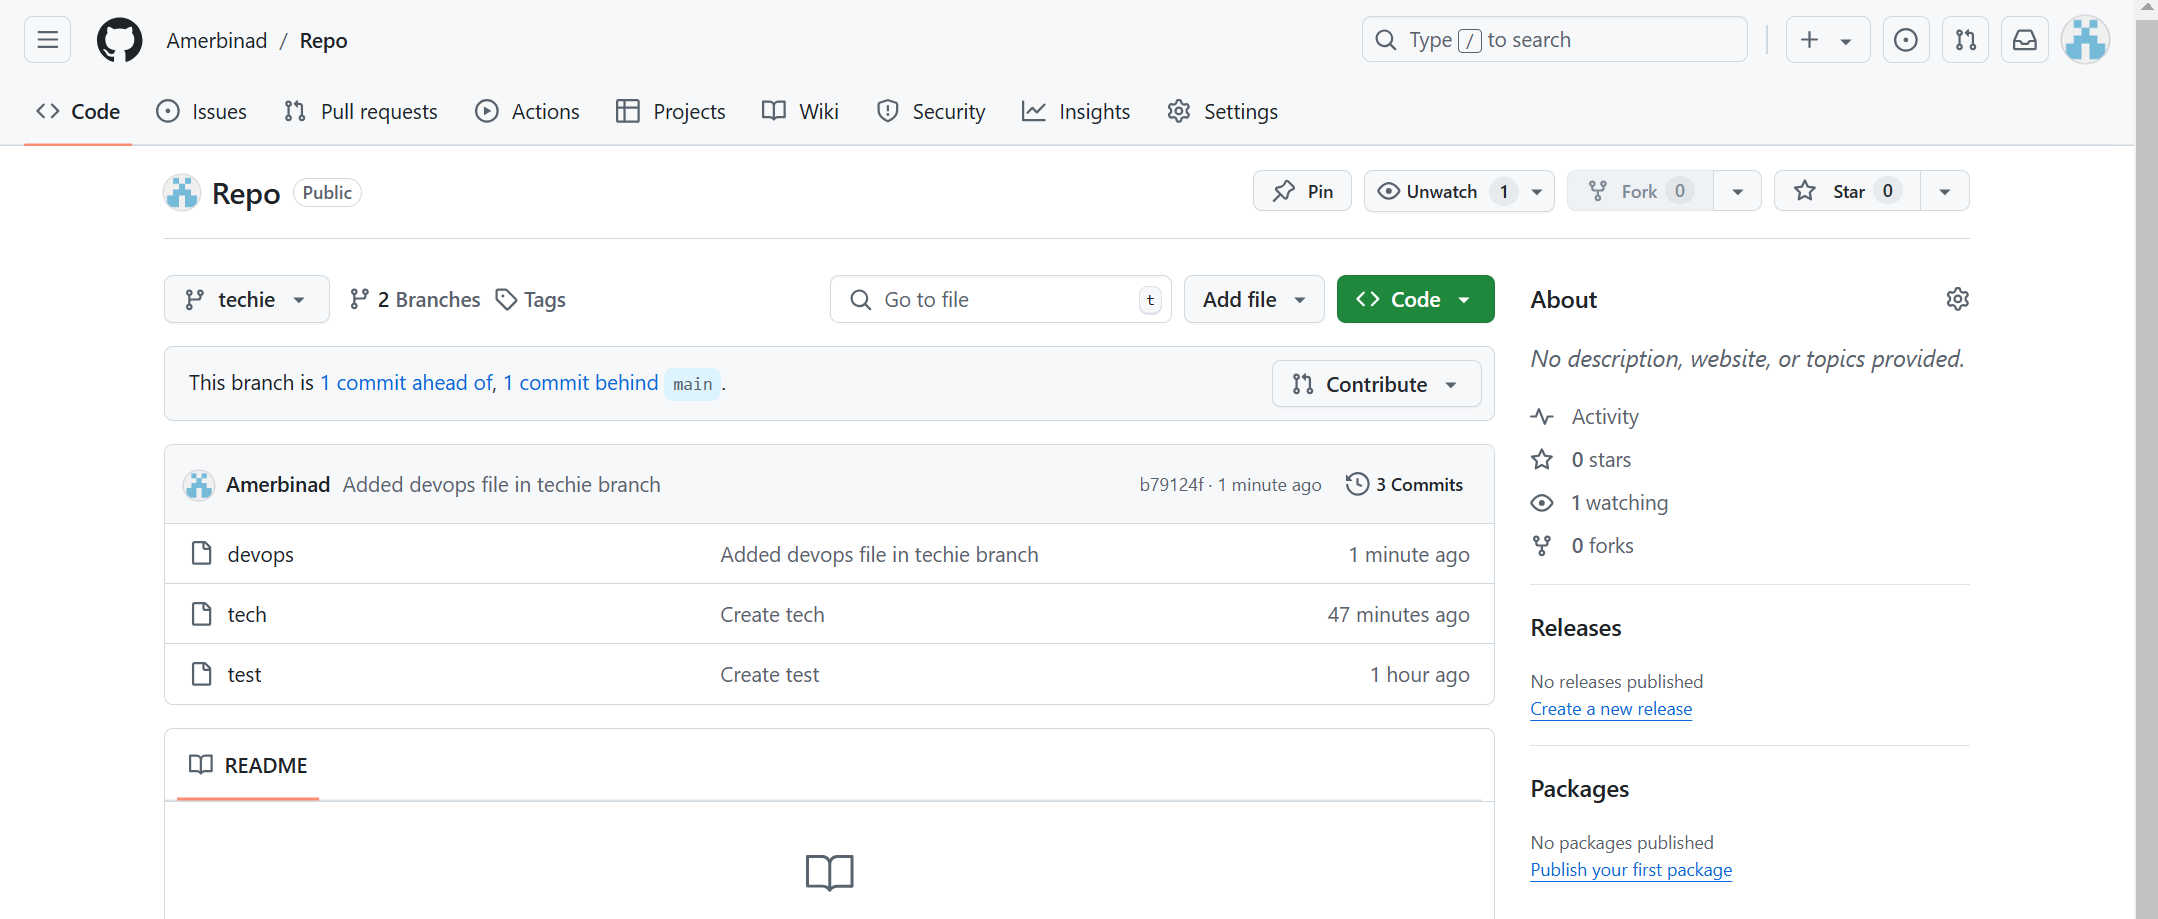 Amerbinad / Repo
Type / to search
Code Issues Pull requests Actions Projects Wiki Security Insights Settings
Repo Public
Pin Unwatch 1 Fork 0 Star 0
techie 2 Branches Tags Go to file t Add file Code
This branch is 1 commit ahead of, 1 commit behind main .
Contribute
Amerbinad Added devops file in techie branch b79124f · 1 minute ago 3 Commits
devops Added devops file in techie branch 1 minute ago
tech Create tech 47 minutes ago
test Create test 1 hour ago
README
About
No description, website, or topics provided.
Activity
0 stars
1 watching
0 forks
Releases
No releases published
Create a new release
Packages
No packages published
Publish your first package